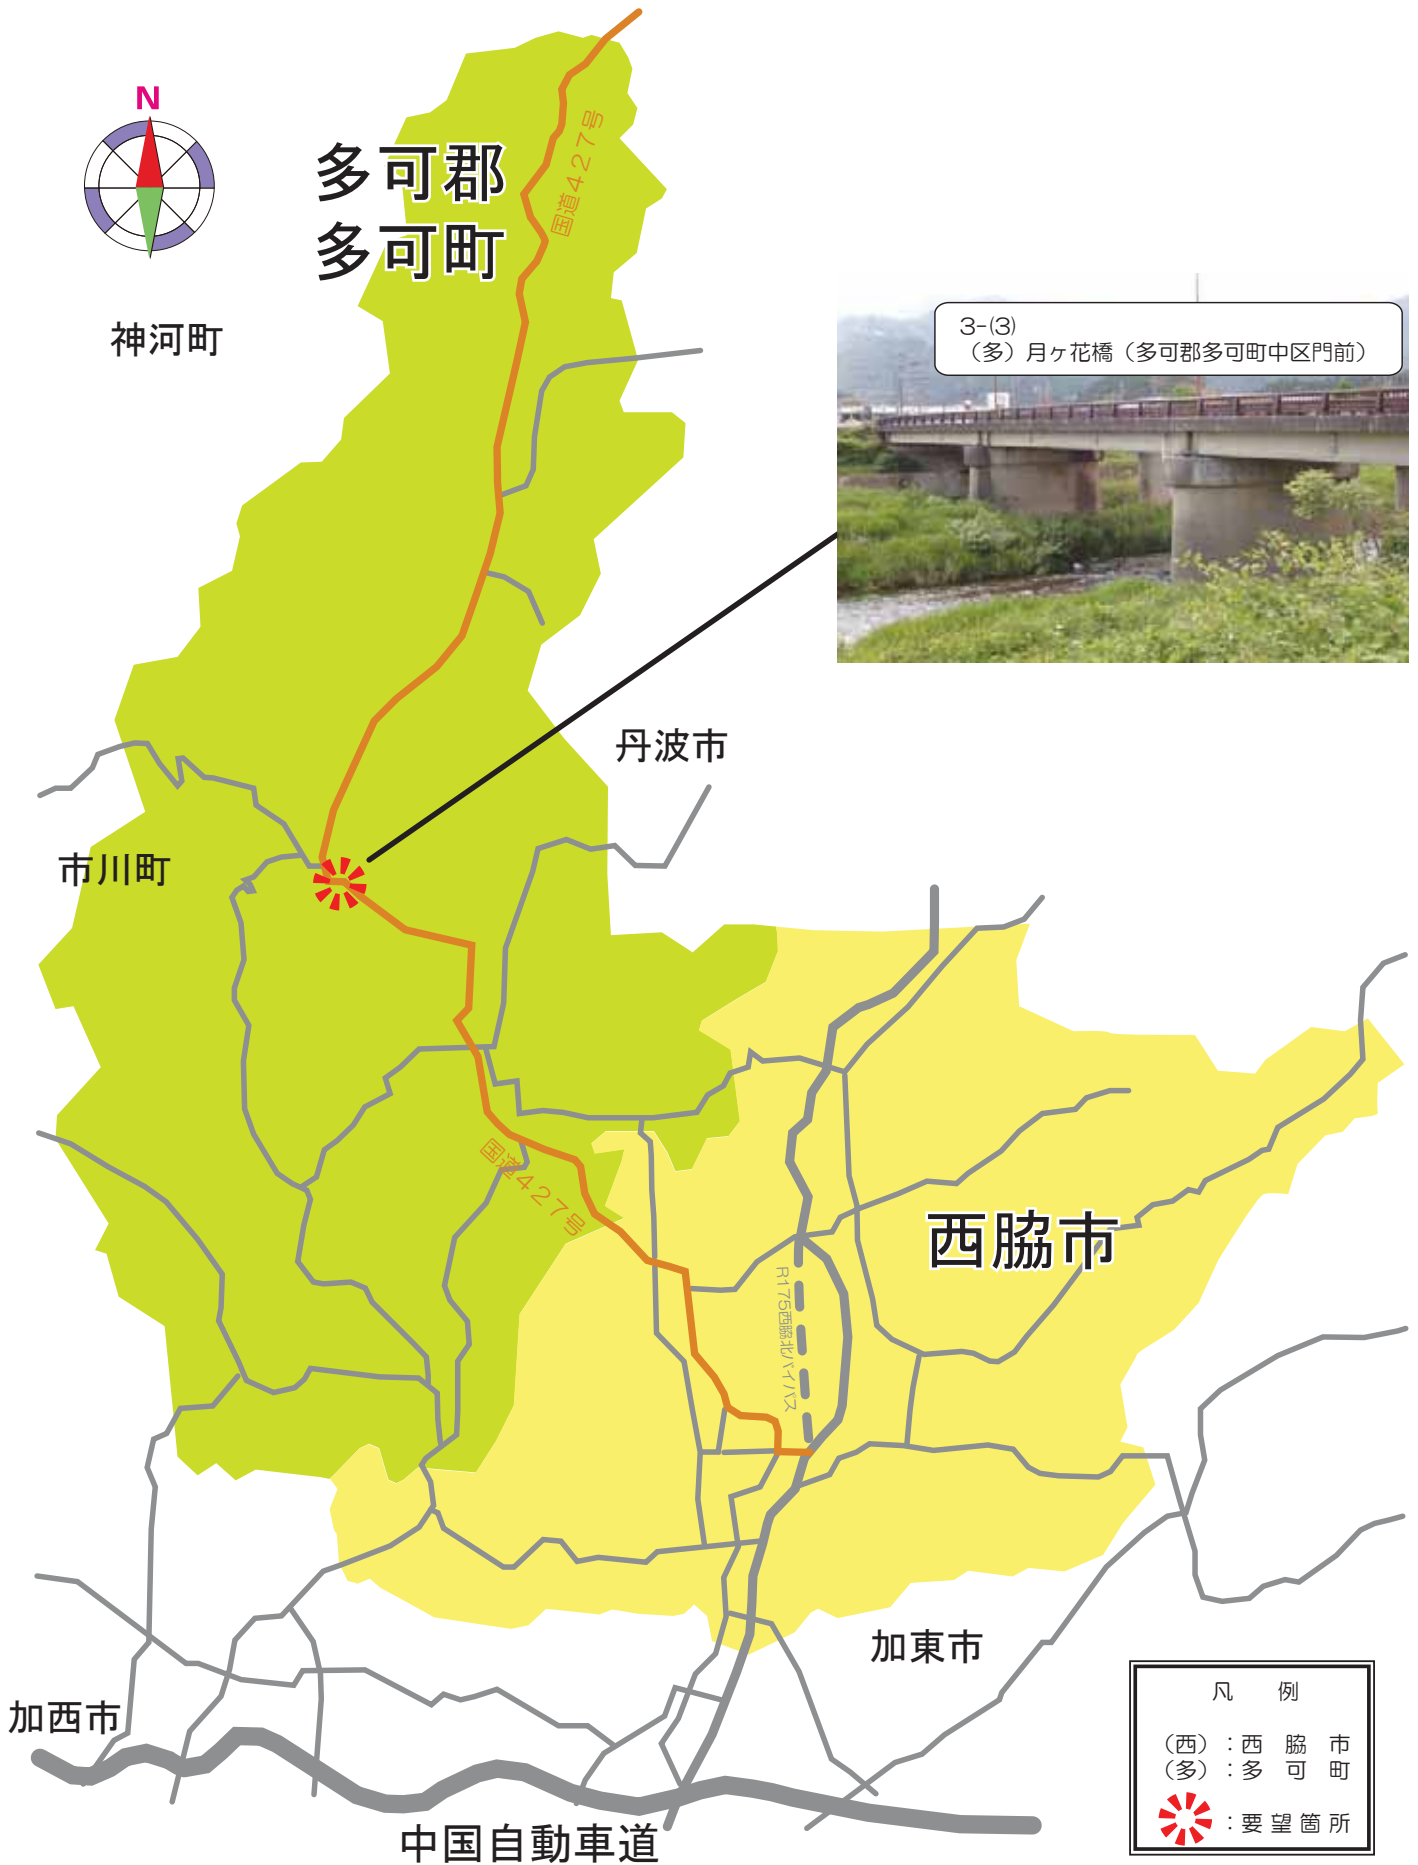 N
多可郡
多可町
国道427号
神河町
3-(3)
（多）月ヶ花橋（多可郡多可町中区門前）
丹波市
市川町
国道427号
西脇市
R175西脇北バイパス
加東市
加西市
中国自動車道
凡　例
（西）：西　脇　市
（多）：多　可　町
：要望箇所